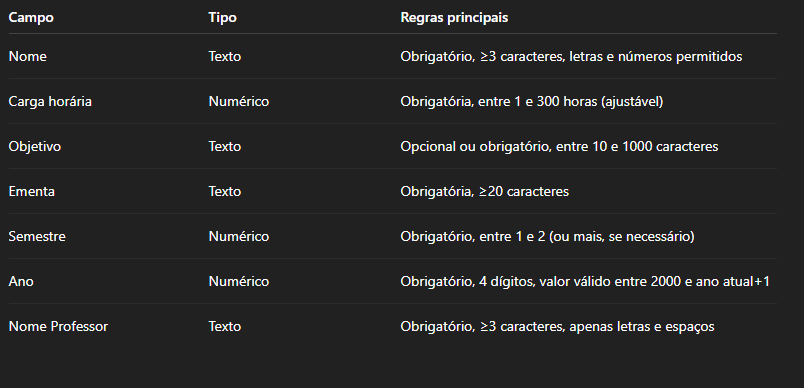 Campo Tipo Regras principais
Nome Texto Obrigatório, ≥3 caracteres, letras e números permitidos
Carga horária Numérico Obrigatória, entre 1 e 300 horas (ajustável)
Objetivo Texto Opcional ou obrigatório, entre 10 e 1000 caracteres
Ementa Texto Obrigatória, ≥20 caracteres
Semestre Numérico Obrigatório, entre 1 e 2 (ou mais, se necessário)
Ano Numérico Obrigatório, 4 dígitos, valor válido entre 2000 e ano atual+1
Nome Professor Texto Obrigatório, ≥3 caracteres, apenas letras e espaços